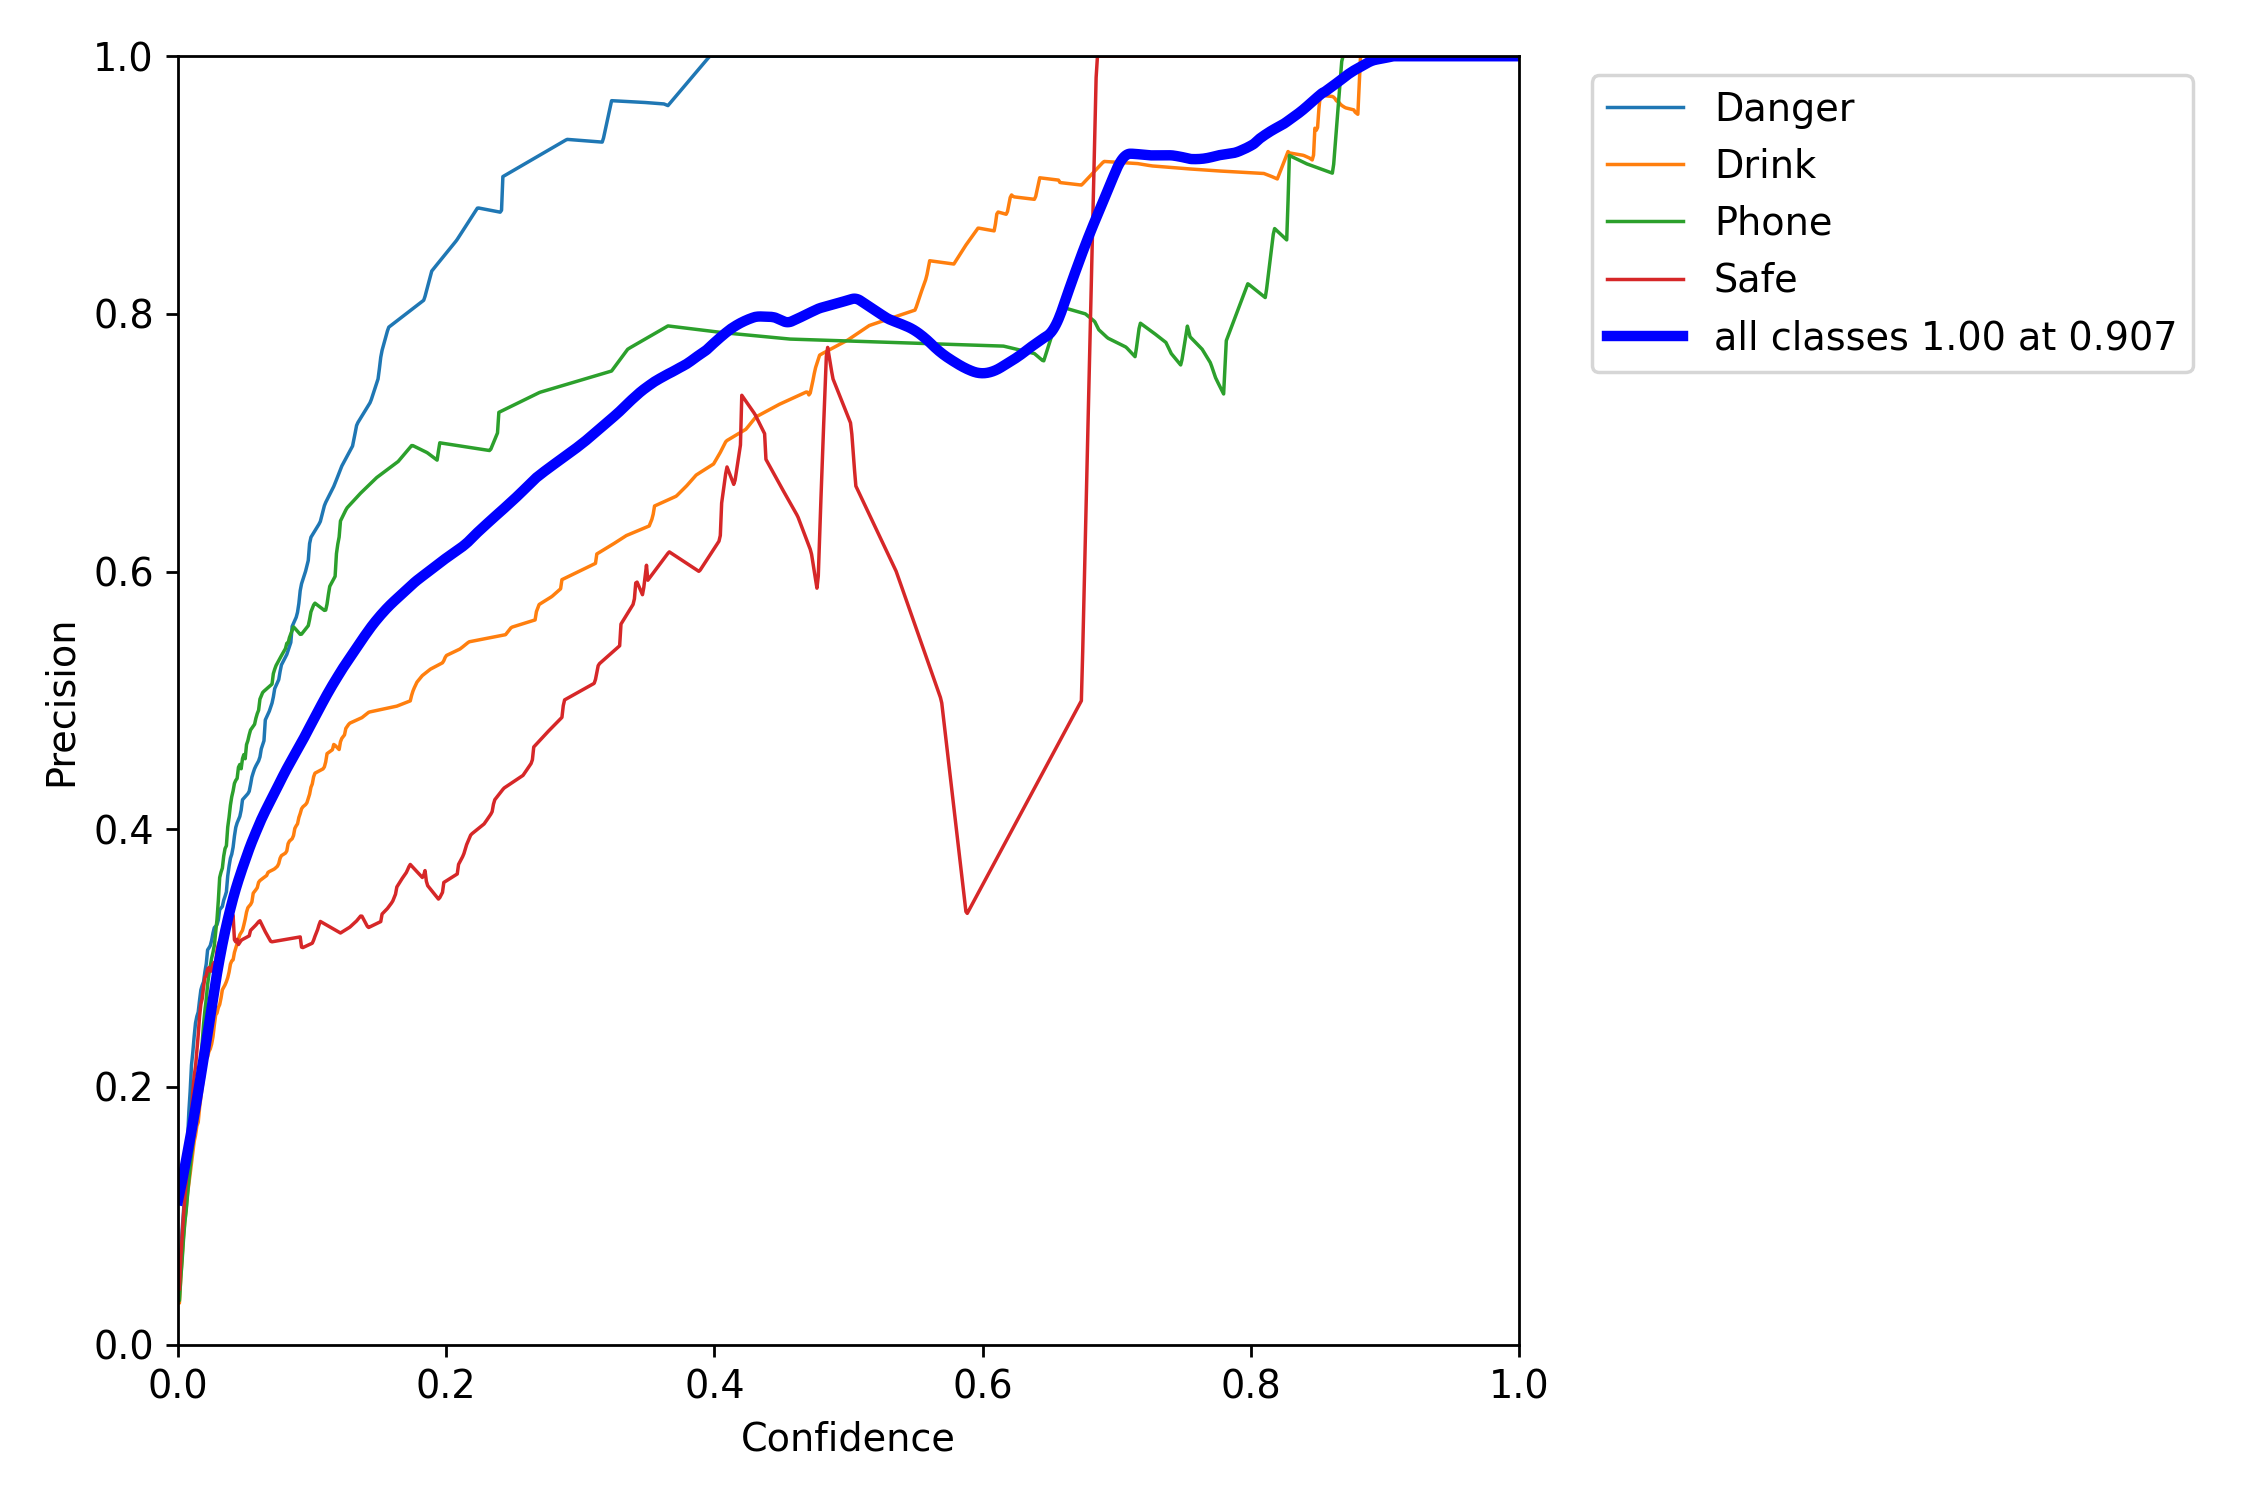 1.0
0.8
0.6
0.4
0.2
0.0
Precision
0.0 0.2 0.4 0.6 0.8 1.0
Confidence
Danger
Drink
Phone
Safe
all classes 1.00 at 0.907